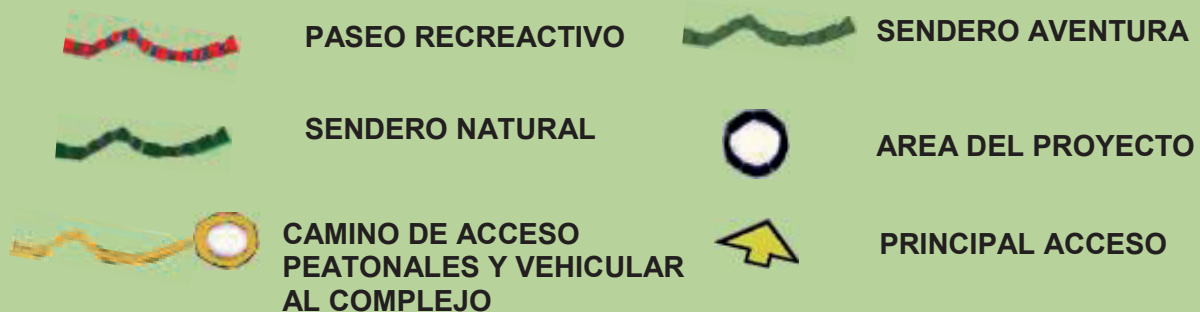 PASEO RECREACTIVO
SENDERO AVENTURA
SENDERO NATURAL
AREA DEL PROYECTO
CAMINO DE ACCESO
PEATONALES Y VEHICULAR
AL COMPLEJO
PRINCIPAL ACCESO